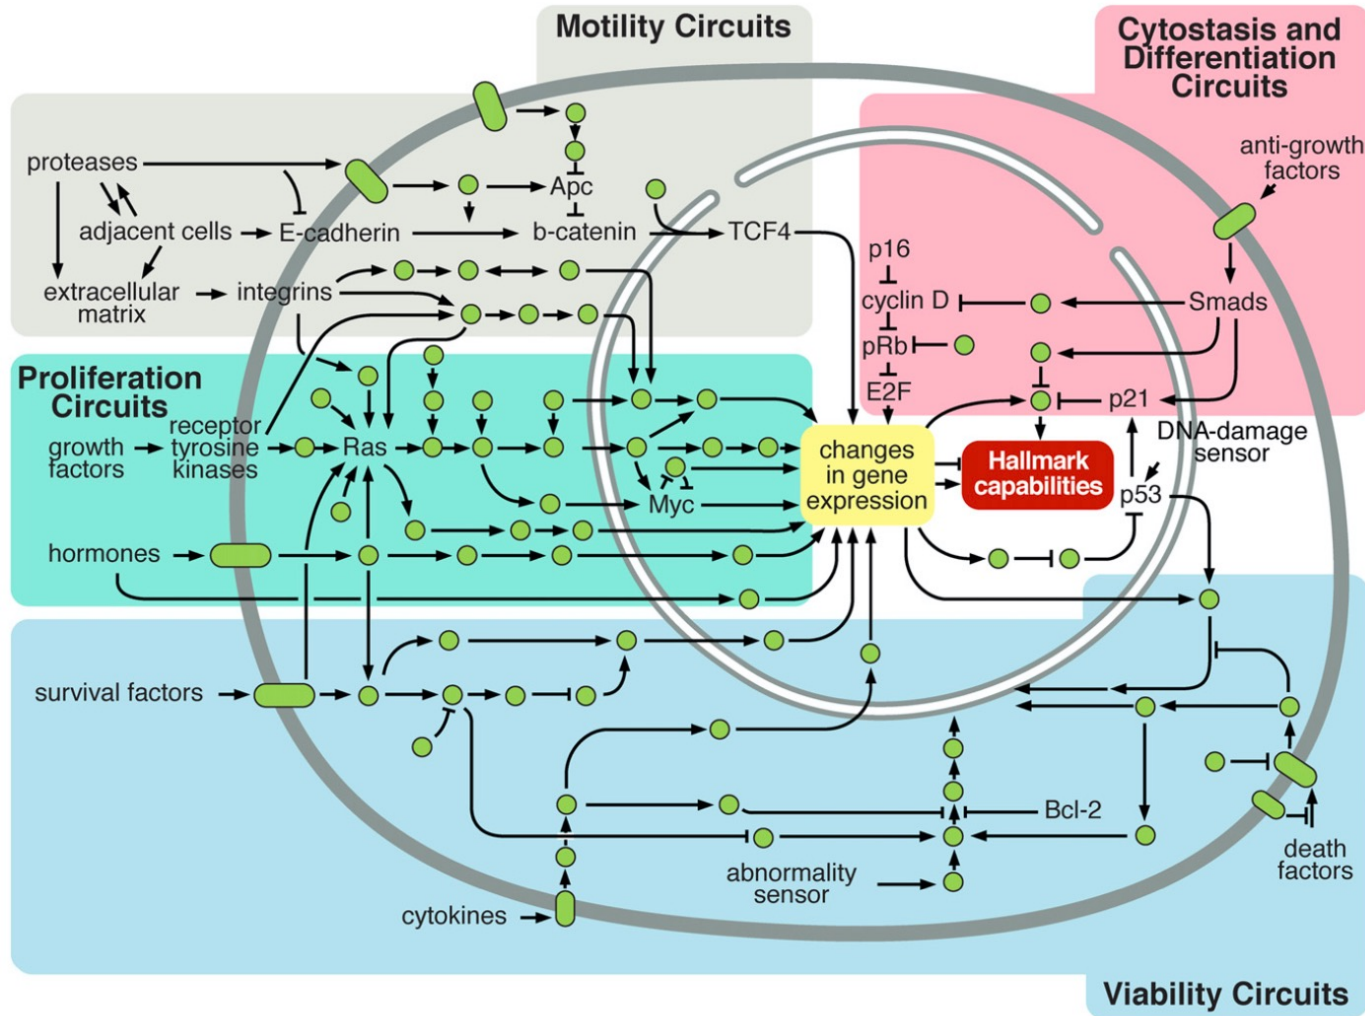 Motility Circuits
Cytostasis and
Differentiation
Circuits
proteases
adjacent cells
extracellular
matrix
integrins
E-cadherin
Apc
b-catenin
TCF4
anti-growth
factors
p16
cyclin D
pRb
E2F
Smads
p21
DNA-damage
sensor
p53
Proliferation
Circuits
growth
factors
receptor
tyrosine
kinases
Ras
Myc
hormones
changes
in gene
expression
Hallmark
capabilities
survival factors
cytokines
abnormality
sensor
Bcl-2
death
factors
Viability Circuits